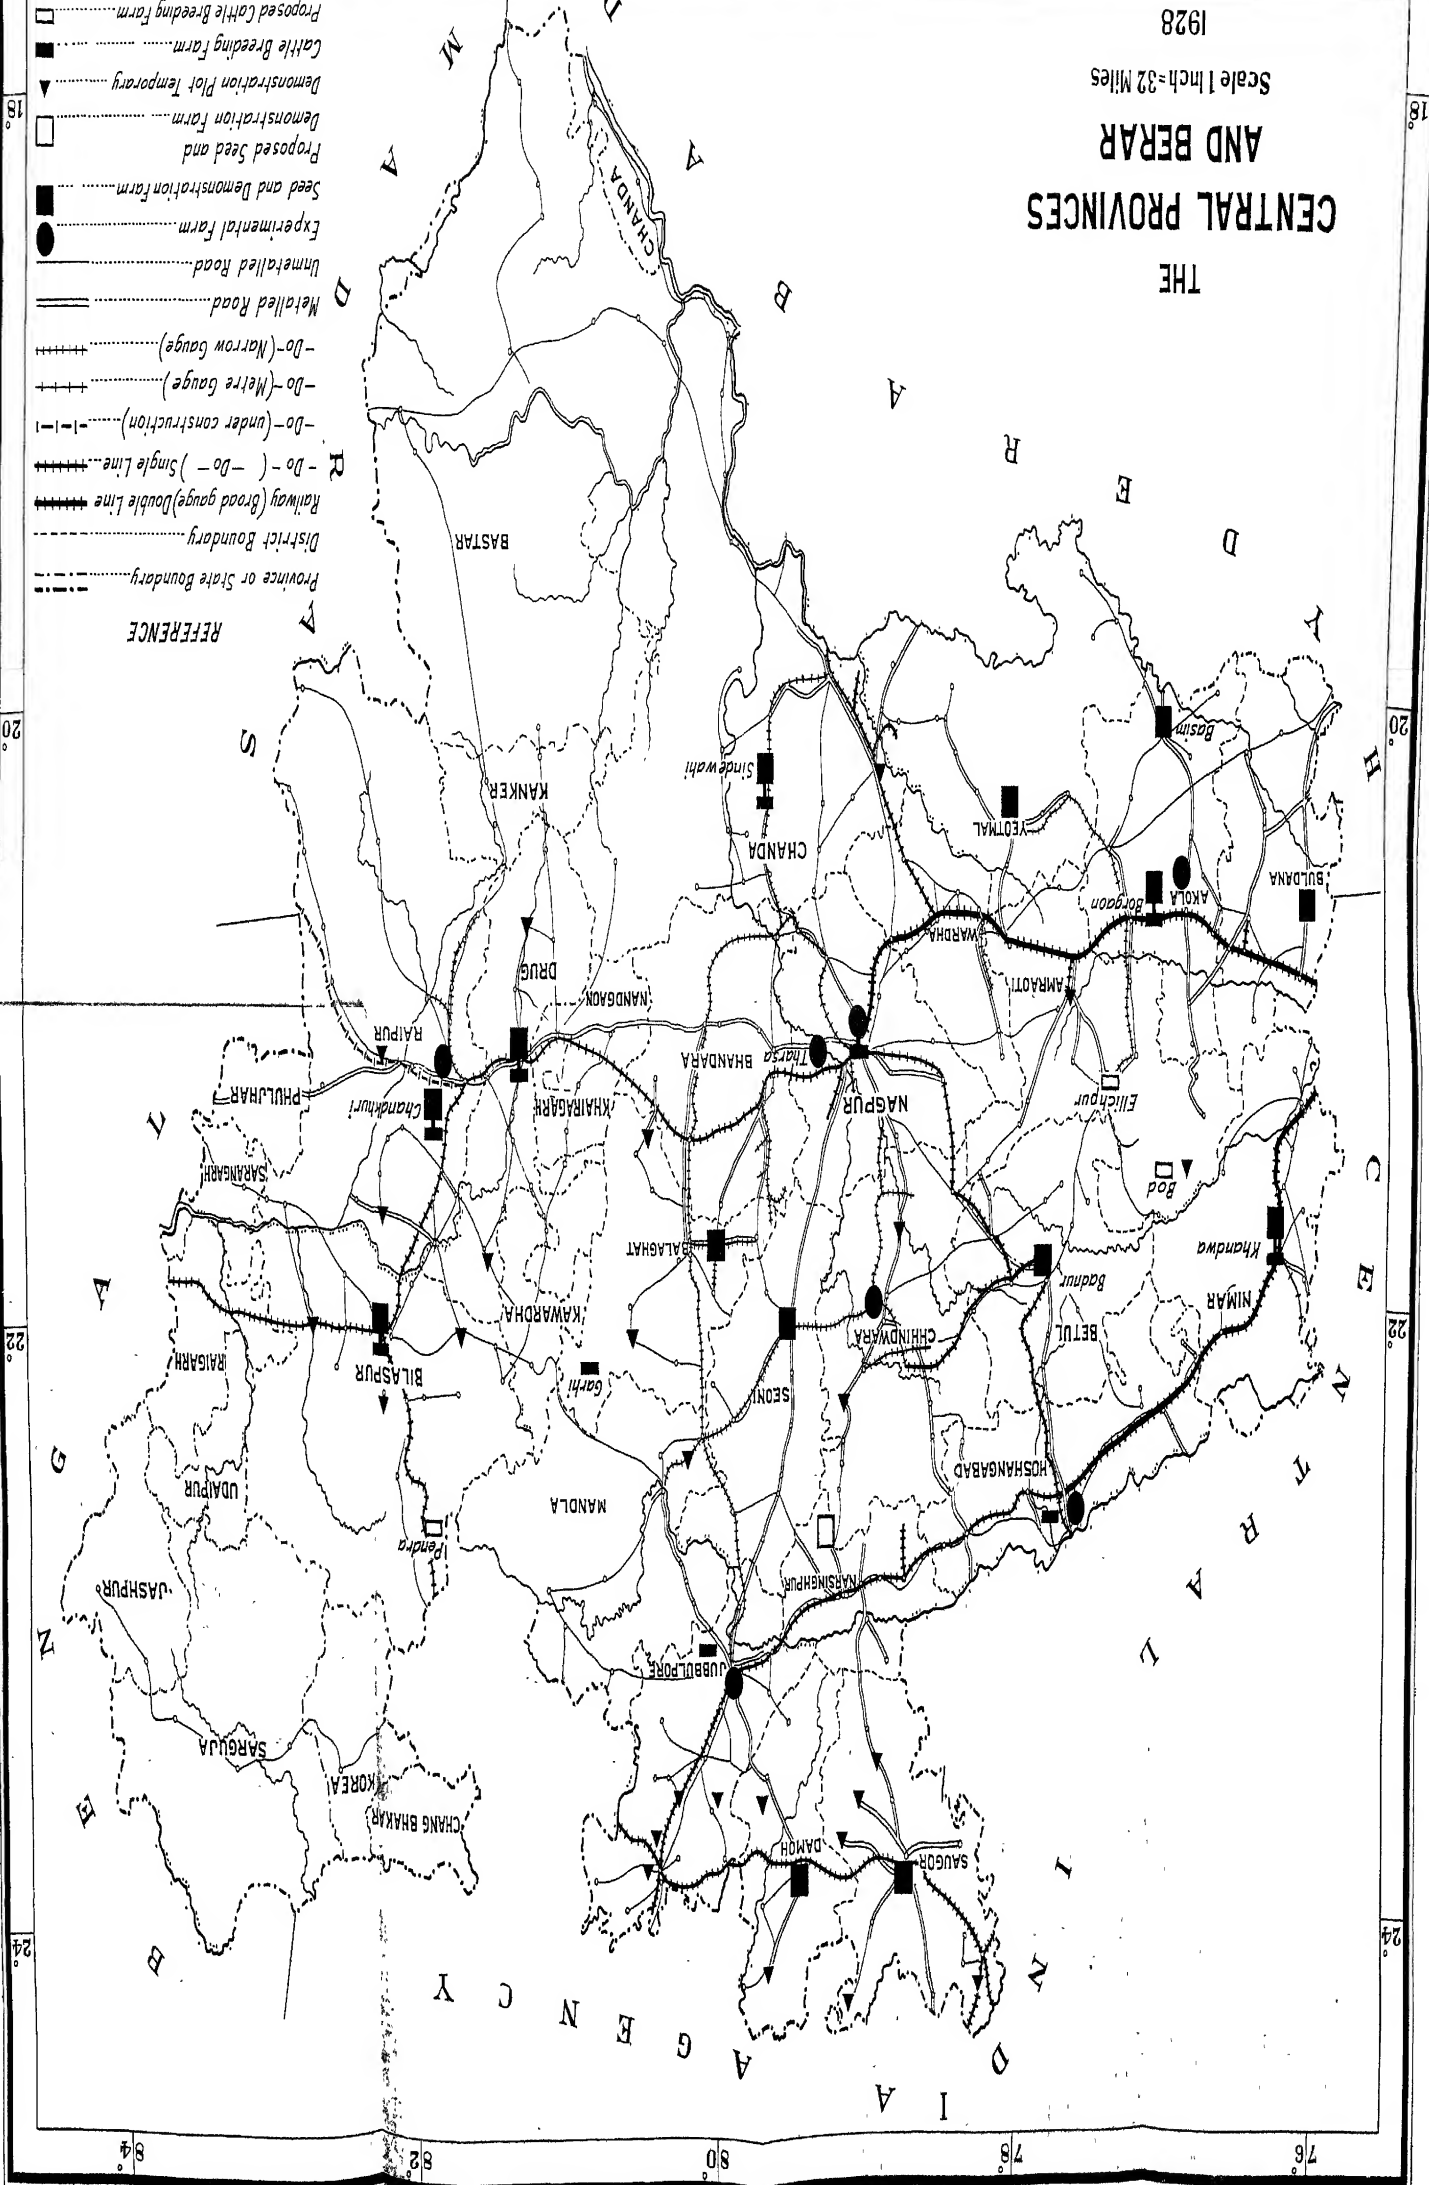 76°
78°
80°
82°
84°
CENTRAL INDIA AGENCY
24°
24°
22°
22°
20°
20°
18°
18°
BENGAL
MADRAS
HYDERABAD
SAUGOR
DAMOH
CHANG BHAKAR
KOREA
SARGUJA
JUBBULPORE
JASHPUR
NARSINGHPUR
Pendra
MANDLA
HOSHANGABAD
UDAIPUR
SEONI
Garhi
BILASPUR
RAIGARH
BETUL
CHHINDWARA
KAWARDHA
NIMAR
Badnur
Khandwa
BALAGHAT
Bod
SARANGARH
Ellichpur
NAGPUR
KHAIRAGARH
Chandkhuri
PHULJHAR
Tharsa
BHANDARA
RAIPUR
AMRAOTI
NANDGAON
DRUG
WARDHA
BULDANA
AKOLA
Borgaon
CHANDA
YEOTMAL
KANKER
Sindewahi
Basim
BASTAR
CHANDA
REFERENCE
Province or State Boundary
District Boundary
Railway (Broad gauge) Double Line
-Do- ( -Do- ) Single Line
-Do- (under construction)
-Do- (Metre Gauge)
-Do- (Narrow Gauge)
Metalled Road
Unmetalled Road
Experimental Farm
Seed and Demonstration Farm
Proposed Seed and
Demonstration Farm
Demonstration Plot Temporary
Cattle Breeding Farm
Proposed Cattle Breeding Farm
THE
CENTRAL PROVINCES
AND BERAR
Scale 1 Inch=32 Miles
1928